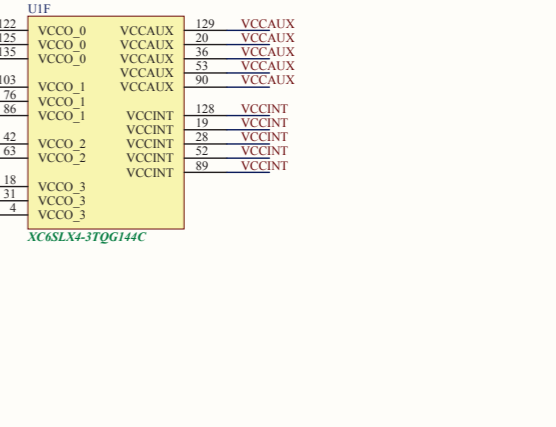 U1F
122 VCCO_0 VCCAUX 129 VCCAUX
125 VCCO_0 VCCAUX 20 VCCAUX
135 VCCO_0 VCCAUX 36 VCCAUX
VCCAUX 53 VCCAUX
103 VCCO_1 VCCAUX 90 VCCAUX
76 VCCO_1
86 VCCO_1 VCCINT 128 VCCINT
VCCINT 19 VCCINT
42 VCCO_2 VCCINT 28 VCCINT
63 VCCO_2 VCCINT 52 VCCINT
VCCINT 89 VCCINT
18 VCCO_3
31 VCCO_3
4 VCCO_3
XC6SLX4-3TQG144C